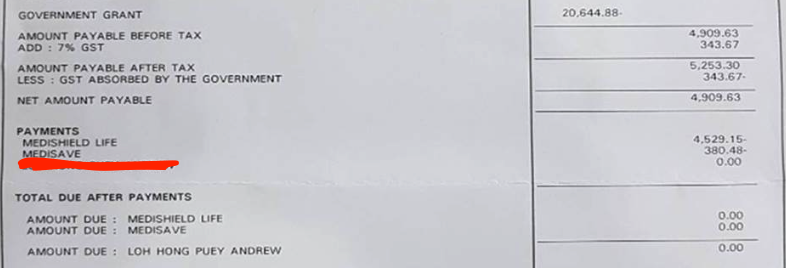 GOVERNMENT GRANT 20,644.88-
AMOUNT PAYABLE BEFORE TAX 4,909.63
ADD : 7% GST 343.67
AMOUNT PAYABLE AFTER TAX 5,253.30
LESS : GST ABSORBED BY THE GOVERNMENT 343.67-
NET AMOUNT PAYABLE 4,909.63
PAYMENTS
MEDISHIELD LIFE 4,529.15-
MEDISAVE 380.48-
0.00
TOTAL DUE AFTER PAYMENTS
AMOUNT DUE : MEDISHIELD LIFE 0.00
AMOUNT DUE : MEDISAVE 0.00
AMOUNT DUE : LOH HONG PUEY ANDREW 0.00